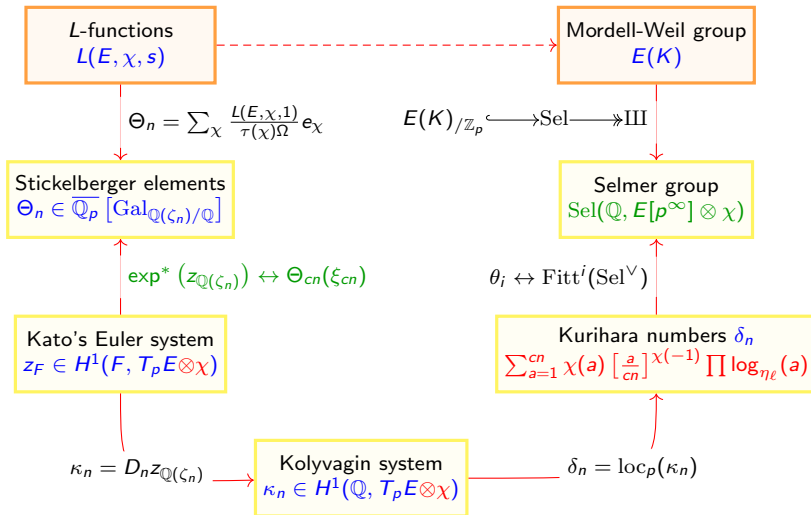 L-functions
L(E, χ, s)
Mordell-Weil group
E(K)
Θ_n = ∑_χ \frac{L(E,χ,1)}{τ(χ)Ω} e_χ
E(K)_{/ℤ_p} ↪ Sel ↠ Ш
Stickelberger elements
Θ_n ∈ \overline{ℚ_p} [Gal_{ℚ(ζ_n)/ℚ}]
Selmer group
Sel(ℚ, E[p^∞] ⊗ χ)
exp* (z_{ℚ(ζ_n)}) ↔ Θ_{cn}(ξ_{cn})
θ_i ↔ Fitt^i(Sel^∨)
Kato's Euler system
z_F ∈ H^1(F, T_pE⊗χ)
Kurihara numbers δ_n
∑_{a=1}^{cn} χ(a) [\frac{a}{cn}]^{χ(−1)} ∏ log_{η_ℓ}(a)
κ_n = D_n z_{ℚ(ζ_n)}
Kolyvagin system
κ_n ∈ H^1(ℚ, T_pE⊗χ)
δ_n = loc_p(κ_n)